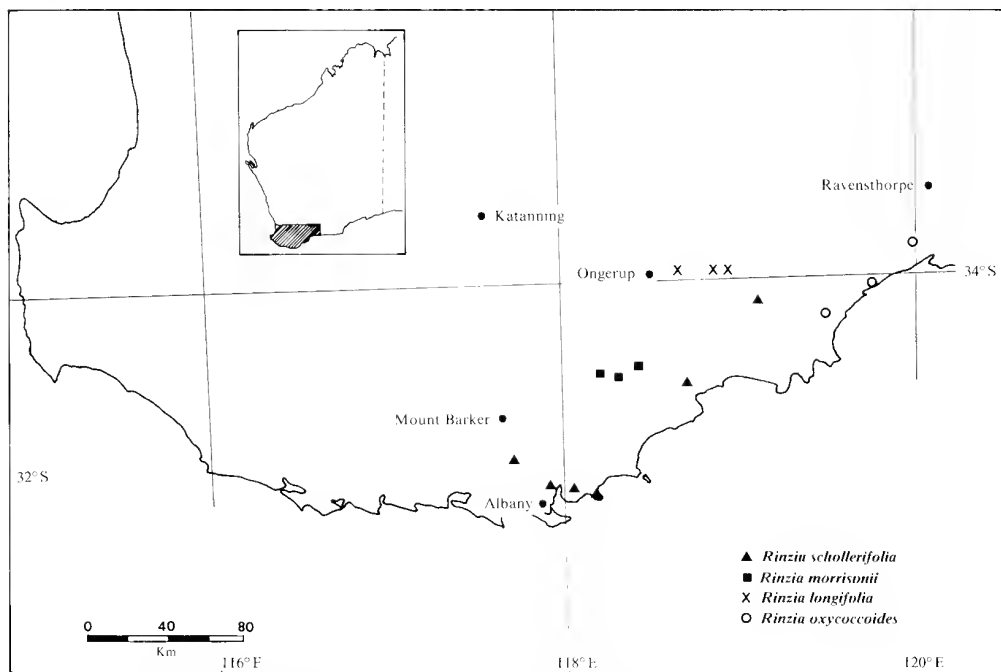 Ravensthorpe
Katanning
Ongerup
34°S
Mount Barker
32°S
Albany
Rinziu schollerifolia
Rinzia morrisonii
Rinzia longifolia
Rinzia oxycoccoides
0 40 80
Km
116°E
118°E
120°E